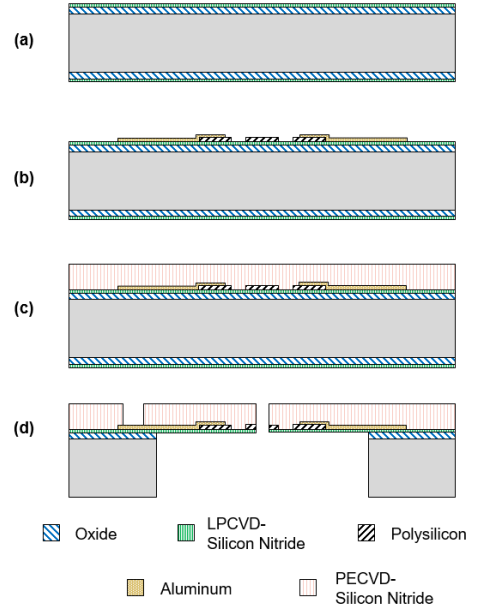 (a)
(b)
(c)
(d)
Oxide
LPCVD-
Silicon Nitride
Polysilicon
Aluminum
PECVD-
Silicon Nitride